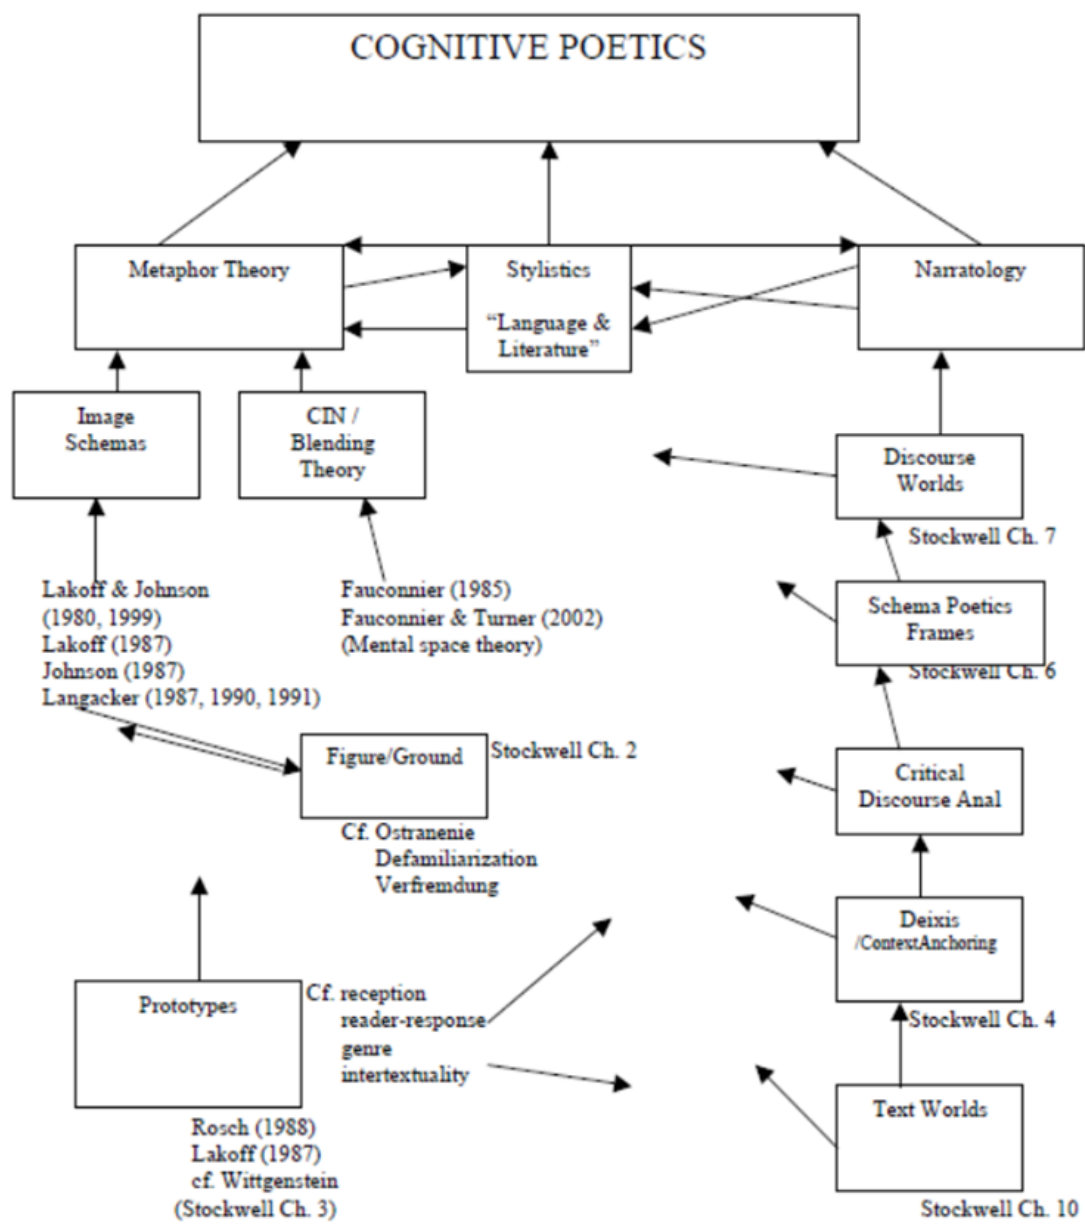 COGNITIVE POETICS
Metaphor Theory
Stylistics
“Language &
Literature”
Narratology
Image
Schemas
CIN /
Blending
Theory
Discourse
Worlds
Stockwell Ch. 7
Lakoff & Johnson
(1980, 1999)
Lakoff (1987)
Johnson (1987)
Langacker (1987, 1990, 1991)
Fauconnier (1985)
Fauconnier & Turner (2002)
(Mental space theory)
Schema Poetics
Frames
Stockwell Ch. 6
Figure/Ground
Stockwell Ch. 2
Cf. Ostranenie
Defamiliarization
Verfremdung
Critical
Discourse Anal
Deixis
/ContextAnchoring
Stockwell Ch. 4
Prototypes
Cf. reception
reader-response
genre
intertextuality
Rosch (1988)
Lakoff (1987)
cf. Wittgenstein
(Stockwell Ch. 3)
Text Worlds
Stockwell Ch. 10